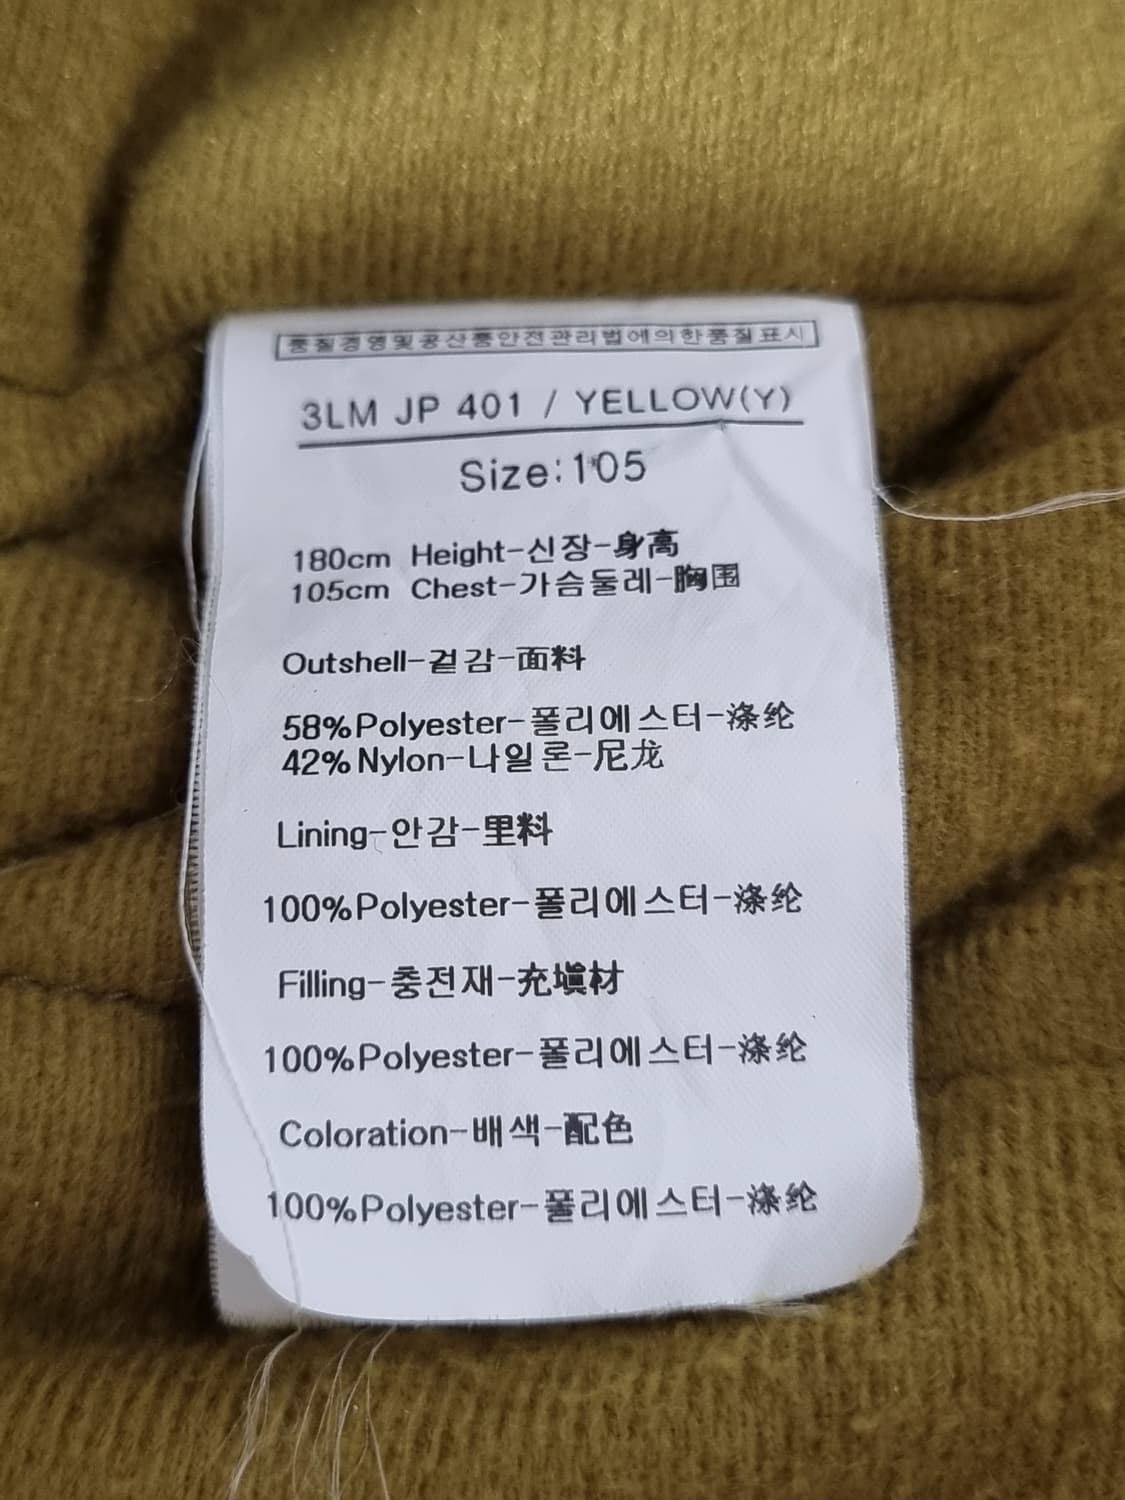 품질경영및공산품안전관리법에의한품질표시
3LM JP 401 / YELLOW(Y)
Size:105
180cm Height-신장-身高
105cm Chest-가슴둘레-胸围
Outshell-겉감-面料
58%Polyester-폴리에스터-涤纶
42%Nylon-나일론-尼龙
Lining-안감-里料
100%Polyester-폴리에스터-涤纶
Filling-충전재-充塡材
100%Polyester-폴리에스터-涤纶
Coloration-배색-配色
100%Polyester-폴리에스터-涤纶